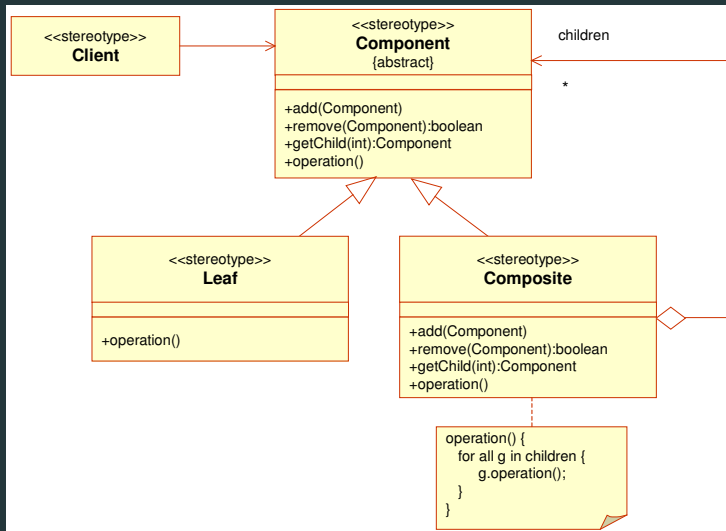 <<stereotype>>
Client
<<stereotype>>
Component
{abstract}
+add(Component)
+remove(Component):boolean
+getChild(int):Component
+operation()
children
*
<<stereotype>>
Leaf
+operation()
<<stereotype>>
Composite
+add(Component)
+remove(Component):boolean
+getChild(int):Component
+operation()
operation() {
for all g in children {
g.operation();
}
}